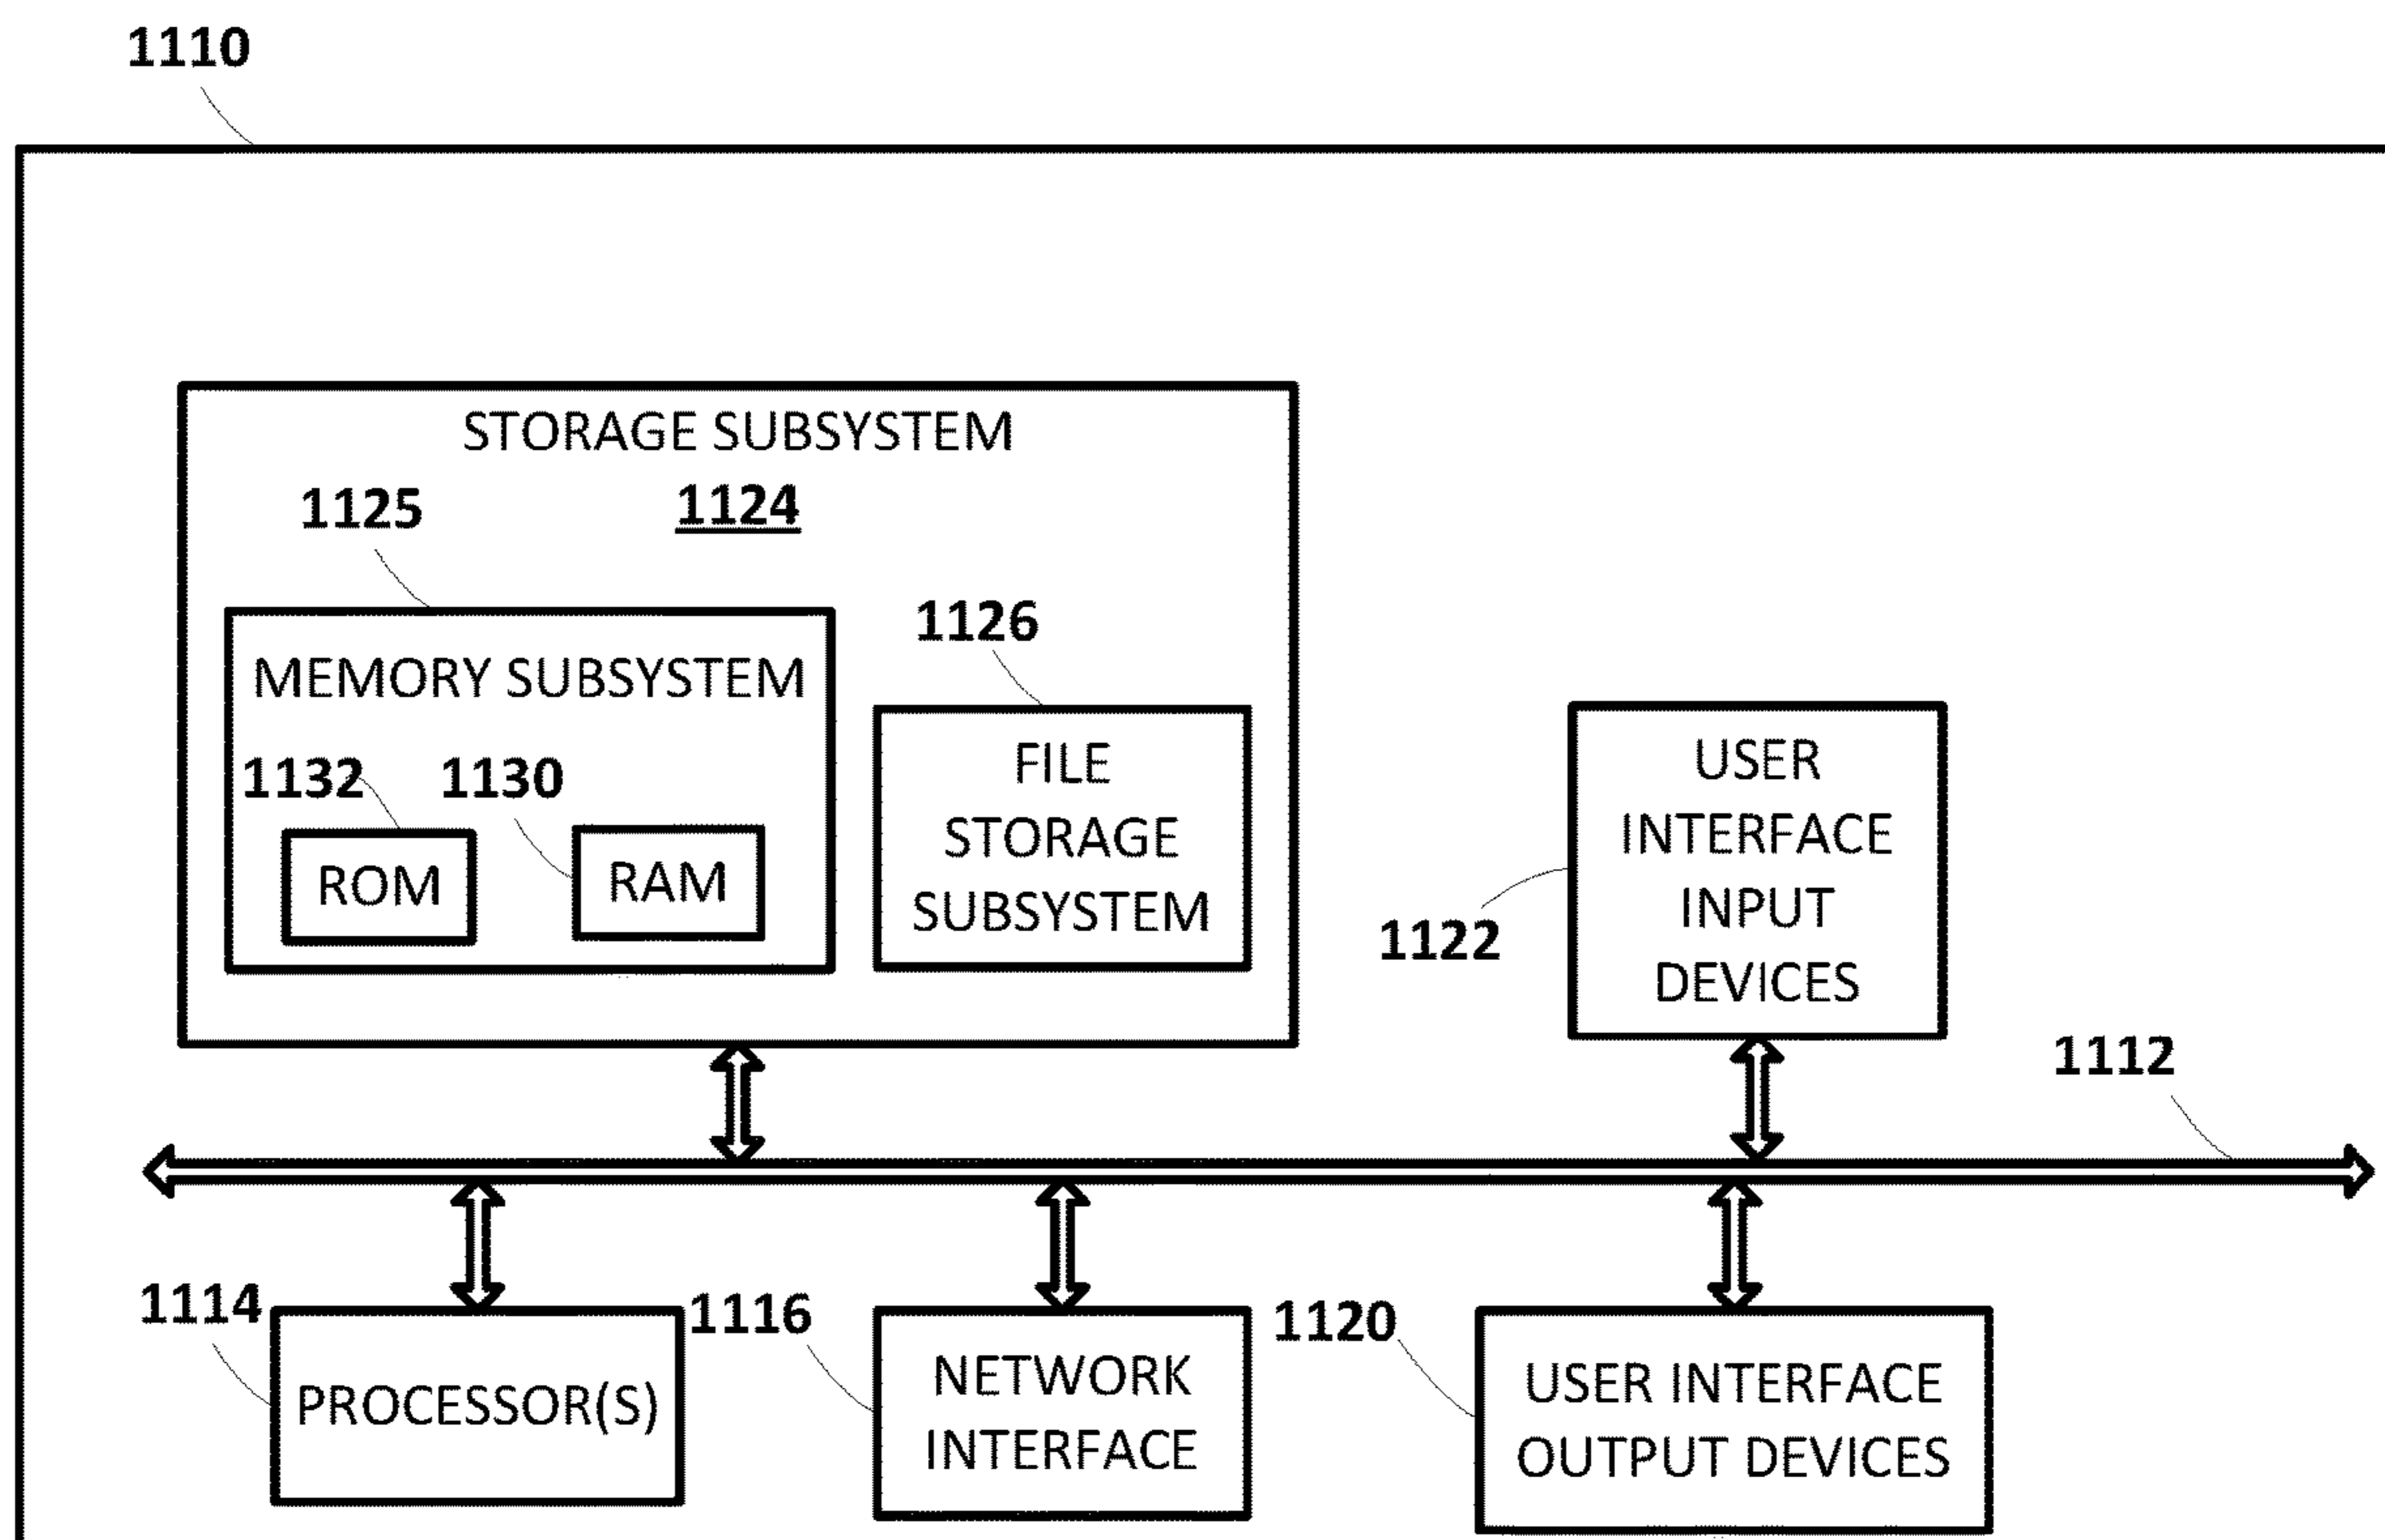 1110
STORAGE SUBSYSTEM
1124
1125
MEMORY SUBSYSTEM
1132
1130
ROM
RAM
1126
FILE
STORAGE
SUBSYSTEM
USER
INTERFACE
INPUT
DEVICES
1122
1112
1114
PROCESSOR(S)
1116
NETWORK
INTERFACE
1120
USER INTERFACE
OUTPUT DEVICES